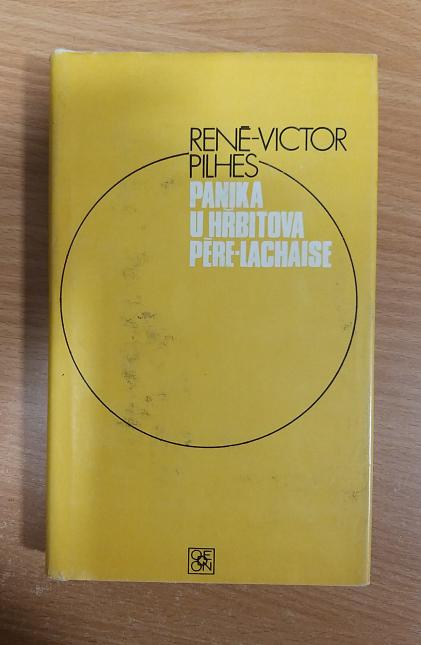 RENÉ-VICTOR
PILHES
PANIKA
U HŘBITOVA
PÈRE-LACHAISE
ODEON